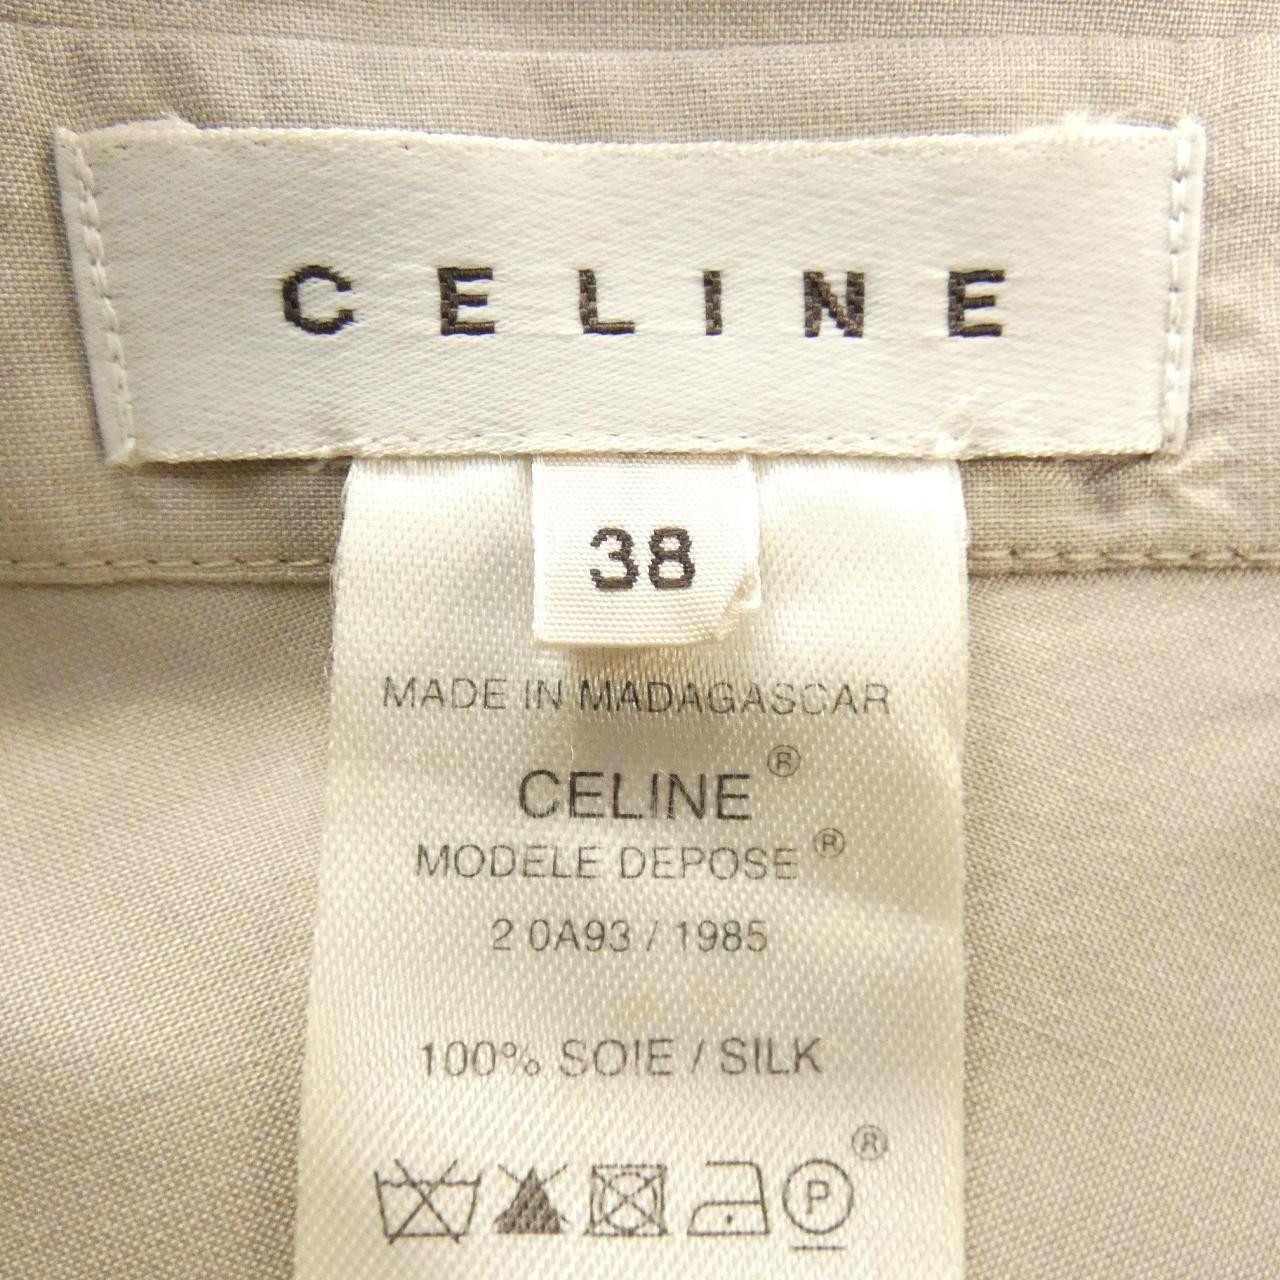 CELINE
38
MADE IN MADAGASCAR
CELINE®
MODELE DEPOSE®
2 0A93 / 1985
100% SOIE / SILK
®
P